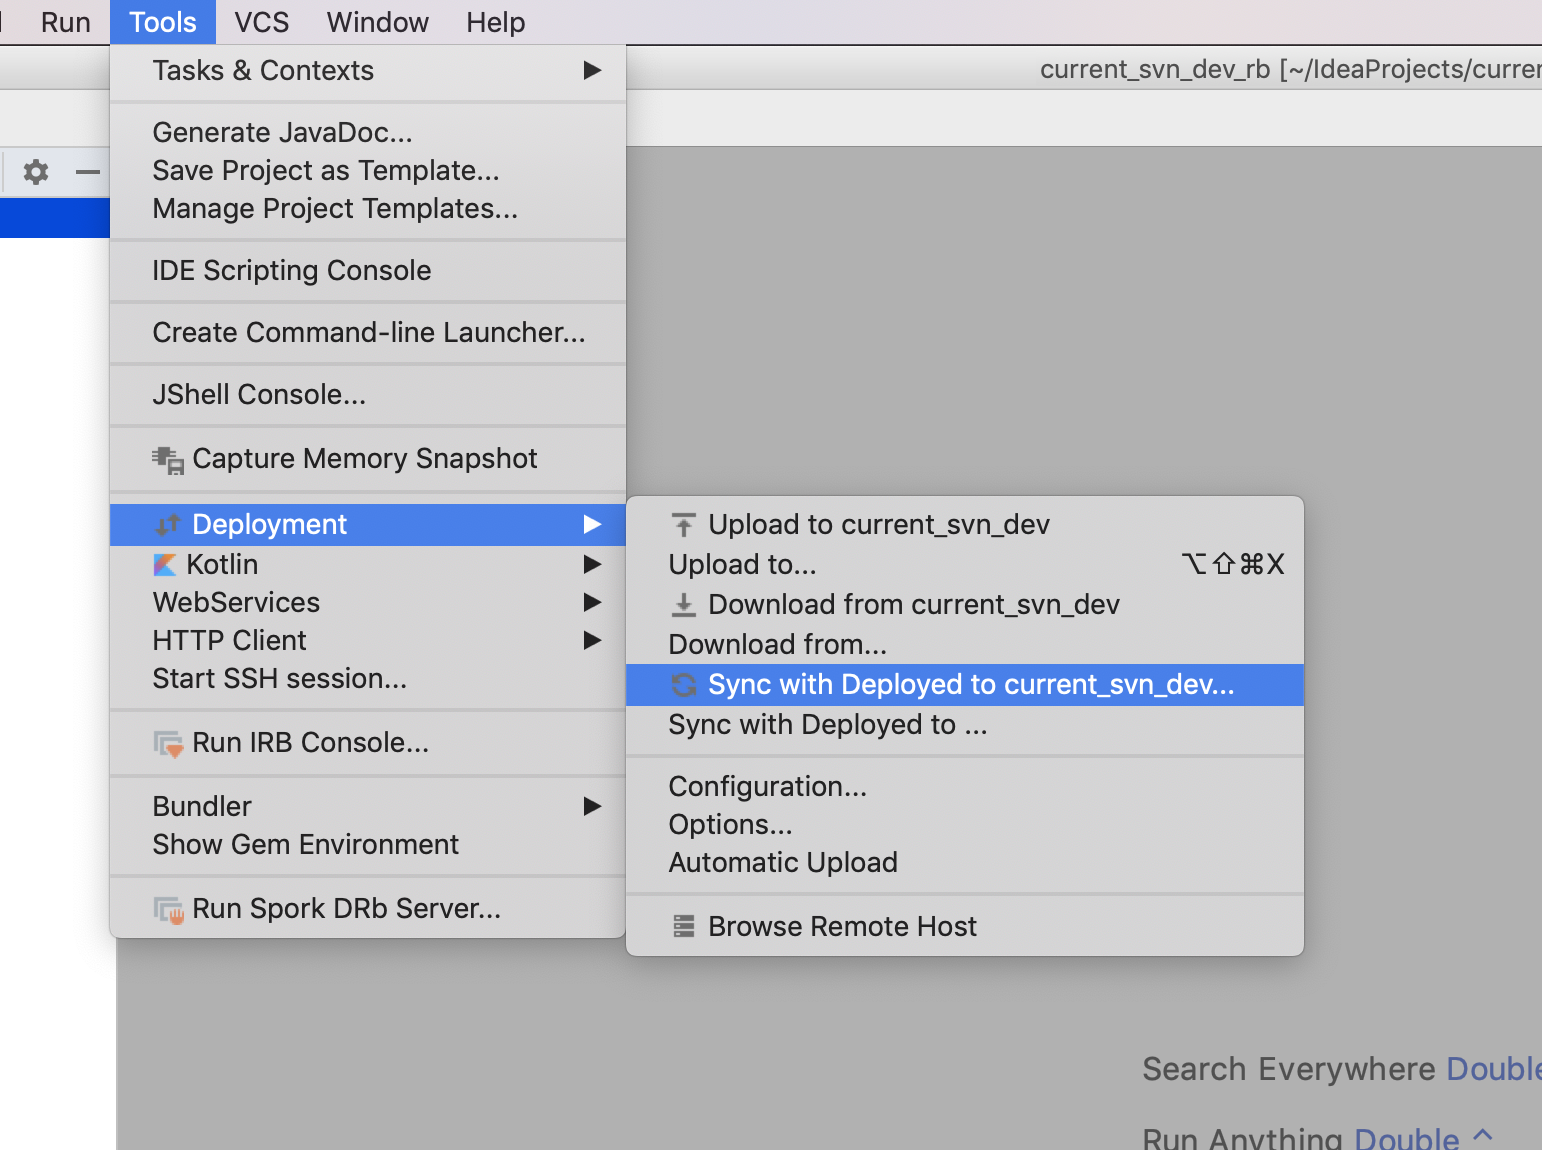 Run Tools VCS Window Help
current_svn_dev_rb [~/IdeaProjects/curren
Tasks & Contexts
Generate JavaDoc...
Save Project as Template...
Manage Project Templates...
IDE Scripting Console
Create Command-line Launcher...
JShell Console...
Capture Memory Snapshot
Deployment
Kotlin
WebServices
HTTP Client
Start SSH session...
Run IRB Console...
Bundler
Show Gem Environment
Run Spork DRb Server...
Upload to current_svn_dev
Upload to... ⌥⇧⌘X
Download from current_svn_dev
Download from...
Sync with Deployed to current_svn_dev...
Sync with Deployed to ...
Configuration...
Options...
Automatic Upload
Browse Remote Host
Search Everywhere Double
Run Anything Double ^